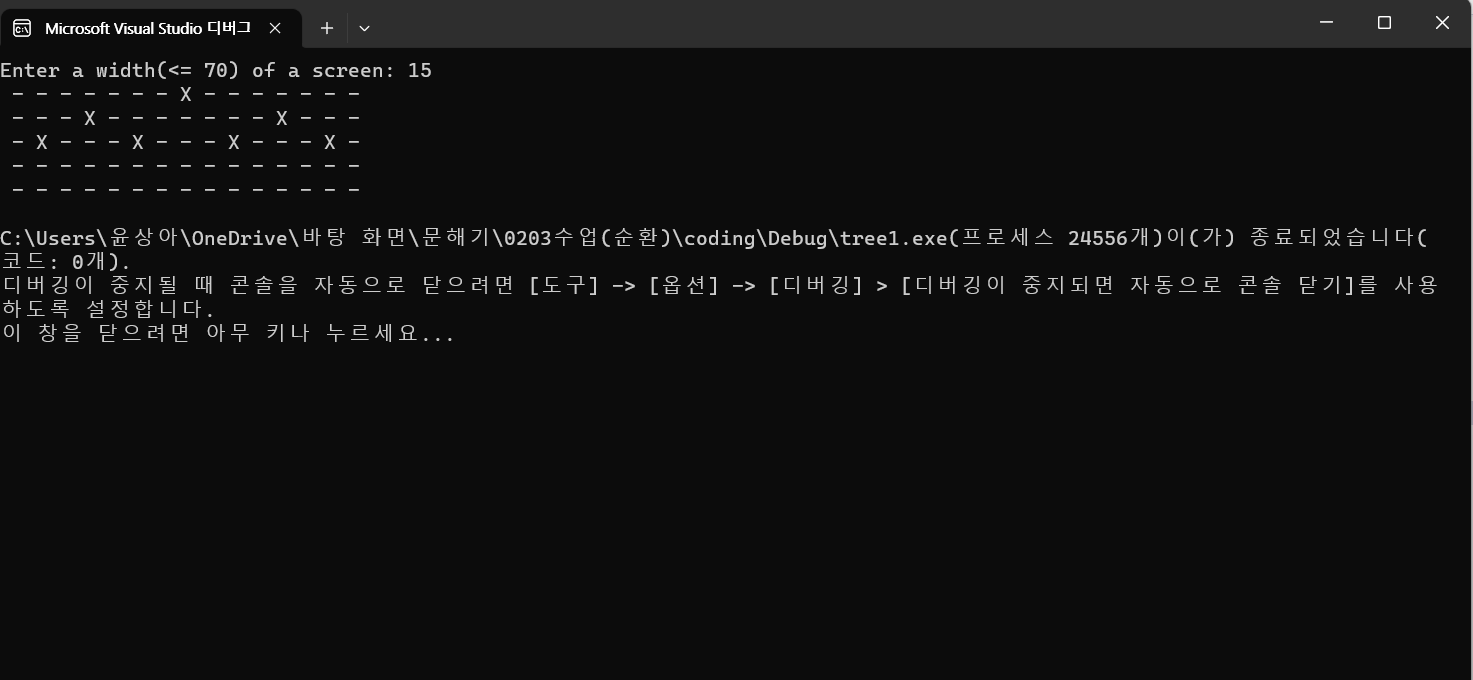 Microsoft Visual Studio 디버그
Enter a width(<= 70) of a screen: 15
- - - - - - - X - - - - - - -
- - - X - - - - - - - X - - -
- X - - - X - - - X - - - X -
- - - - - - - - - - - - - - -
- - - - - - - - - - - - - - -
C:\Users\윤상아\OneDrive\바탕 화면\문해기\0203수업(순환)\coding\Debug\tree1.exe(프로세스 24556개)이(가) 종료되었습니다(
코드: 0개).
디버깅이 중지될 때 콘솔을 자동으로 닫으려면 [도구] -> [옵션] -> [디버깅] > [디버깅이 중지되면 자동으로 콘솔 닫기]를 사용
하도록 설정합니다.
이 창을 닫으려면 아무 키나 누르세요...